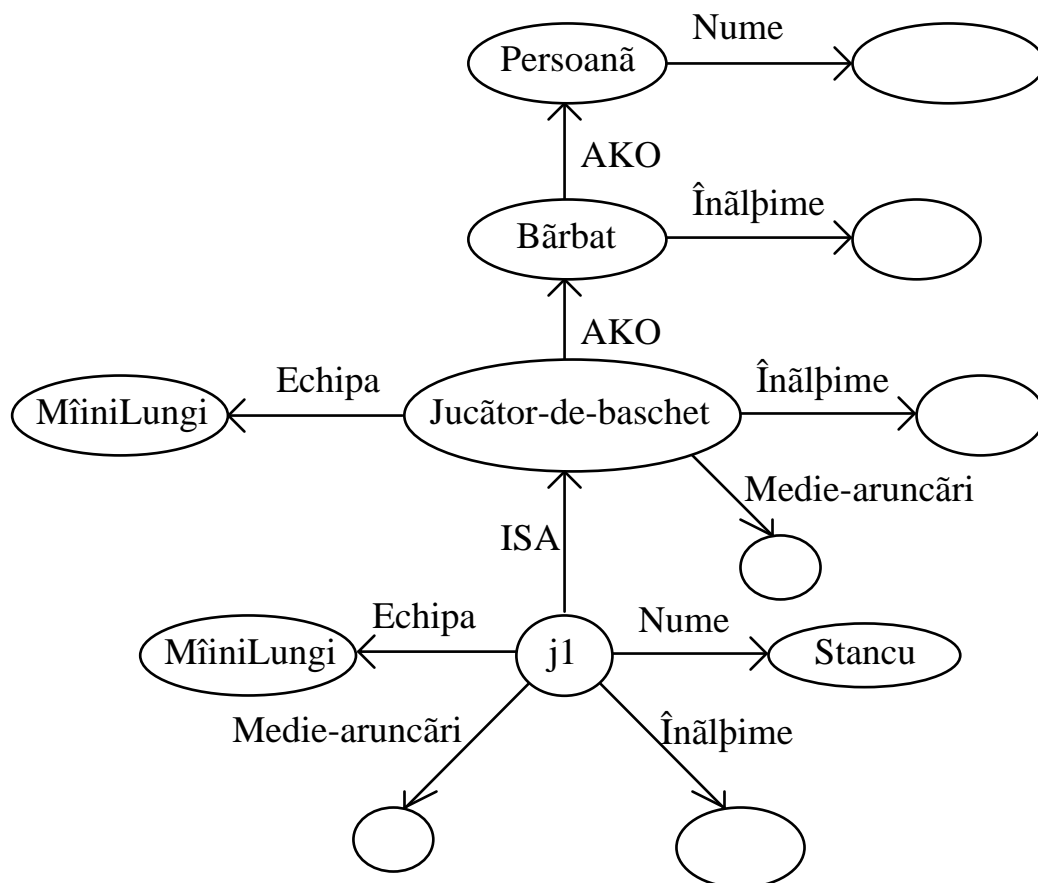 Nume
Persoanã
AKO
Înãlþime
Bãrbat
AKO
Echipa
Înãlþime
MîiniLungi
Jucãtor-de-baschet
Medie-aruncãri
ISA
Echipa
Nume
MîiniLungi
j1
Stancu
Medie-aruncãri
Înãlþime